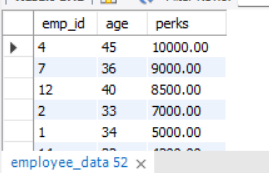 emp_id age perks
4 45 10000.00
7 36 9000.00
12 40 8500.00
2 33 7000.00
1 34 5000.00
employee_data 52 ×